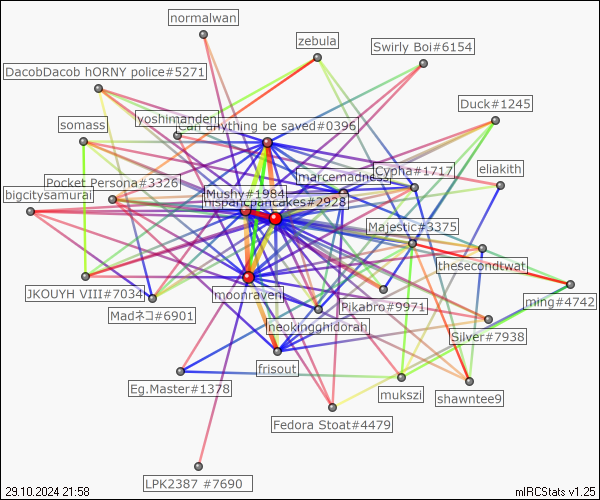 normalwan
zebula
Swirly Boi#6154
DacobDacob hORNY police#5271
Duck#1245
yoshimanden
somass
Can anything be saved#0396
marcemadness
Cypha#1717
eliakith
Pocket Persona#3326
Mushy#1984
bigcitysamurai
pancakes#2928
Majestic#3375
thesecondtwat
JKOUYH VIII#7034
moonraven
Pikabro#9971
ming#4742
Madネコ#6901
neokingghidorah
Silver#7938
frisout
Eg.Master#1378
mukszi
shawntee9
Fedora Stoat#4479
LPK2387 #7690
29.10.2024 21:58
mIRCStats v1.25